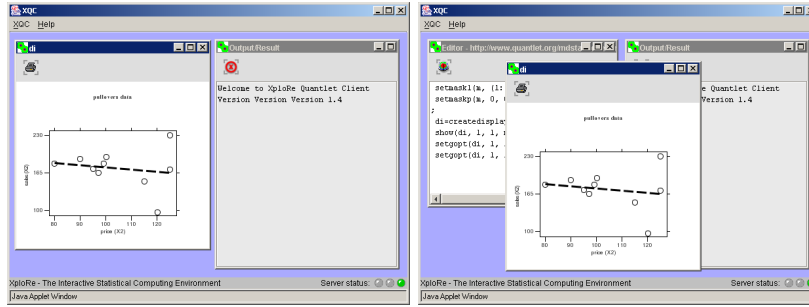 XQC
XQC Help
di
Output/Result
Welcome to XploRe Quantlet Client
Version Version Version 1.4
pullovers data
230
165
100
sales (X2)
80 90 100 110 120
price (X2)
XploRe - The Interactive Statistical Computing Environment Server status:
Java Applet Window
XQC
XQC Help
Editor - http://www.quantlet.org/mdsta
Output/Result
di
setmaskl(m, (1:
setmaskp(m, 0,
;
di=createdispla
show(di, 1, 1,
setgopt(di, 1,
setgopt(di, 1,
e Quantlet Client
Version 1.4
pullovers data
230
165
100
sales (X2)
80 90 100 110 120
price (X2)
XploRe - The Interactive Statistical Computing Environment Server status:
Java Applet Window